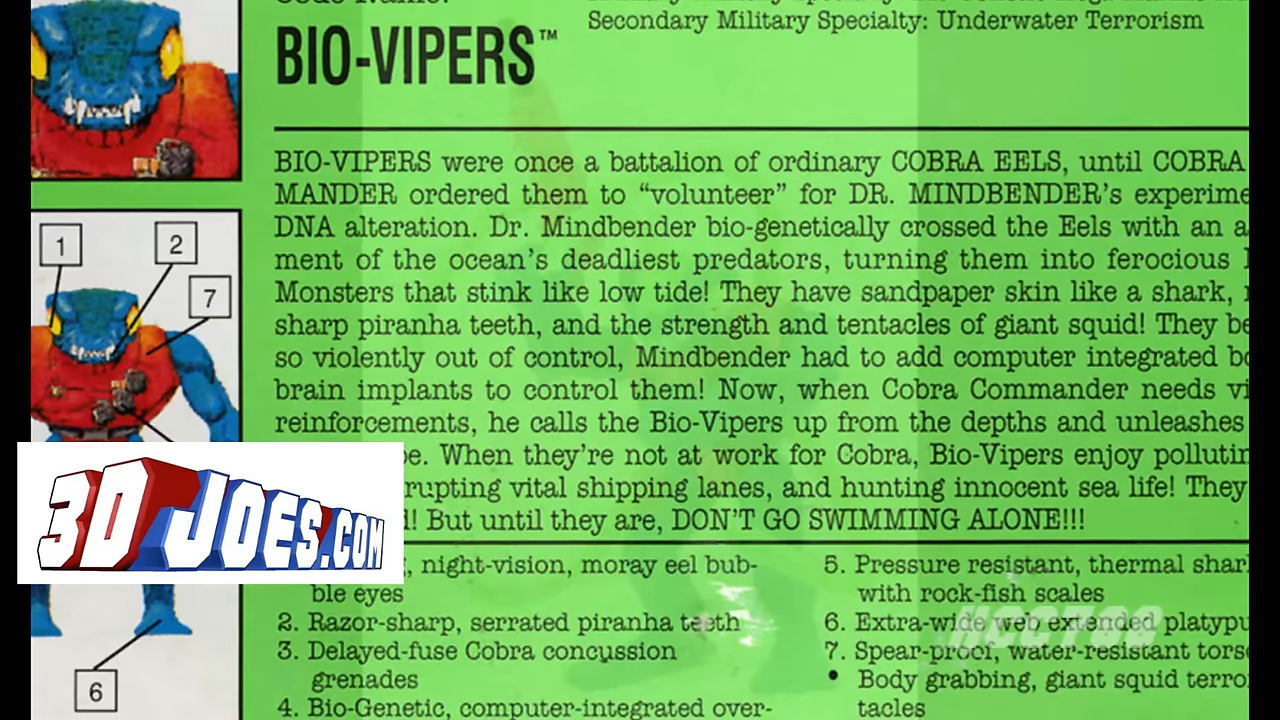 Secondary Military Specialty: Underwater Terrorism
BIO-VIPERS™
BIO-VIPERS were once a battalion of ordinary COBRA EELS, until COBRA
MANDER ordered them to “volunteer” for DR. MINDBENDER’s experime
DNA alteration. Dr. Mindbender bio-genetically crossed the Eels with an a
ment of the ocean’s deadliest predators, turning them into ferocious
Monsters that stink like low tide! They have sandpaper skin like a shark,
sharp piranha teeth, and the strength and tentacles of giant squid! They be
so violently out of control, Mindbender had to add computer integrated bo
brain implants to control them! Now, when Cobra Commander needs vi
reinforcements, he calls the Bio-Vipers up from the depths and unleashes
be. When they’re not at work for Cobra, Bio-Vipers enjoy pollutin
rupting vital shipping lanes, and hunting innocent sea life! They
! But until they are, DON’T GO SWIMMING ALONE!!!
1
2
7
6
3D JOES.COM
, night-vision, moray eel bub-
ble eyes
2. Razor-sharp, serrated piranha teeth
3. Delayed-fuse Cobra concussion
grenades
4. Bio-Genetic, computer-integrated over-
5. Pressure resistant, thermal shar
with rock-fish scales
6. Extra-wide web extended platypu
7. Spear-proof, water-resistant torso
• Body grabbing, giant squid terro
tacles
HCC788